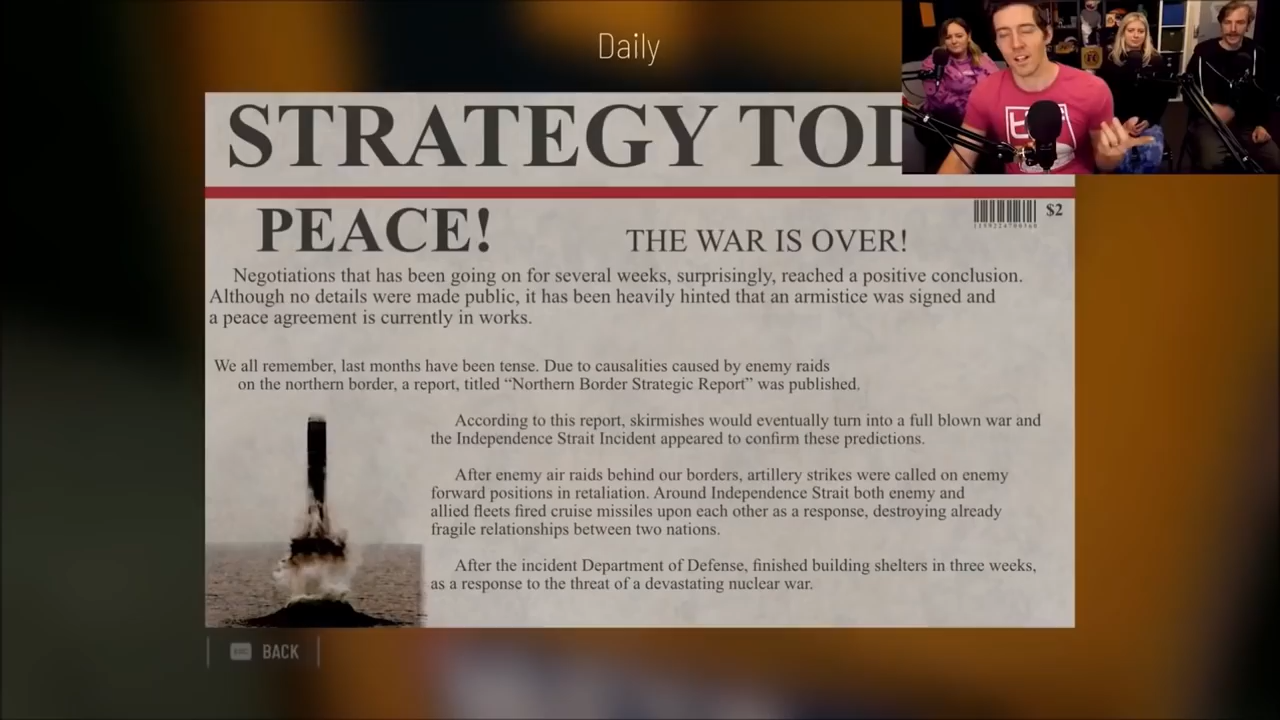 Daily
STRATEGY TOD
$2
PEACE!
THE WAR IS OVER!
Negotiations that has been going on for several weeks, surprisingly, reached a positive conclusion.
Although no details were made public, it has been heavily hinted that an armistice was signed and
a peace agreement is currently in works.
We all remember, last months have been tense. Due to causalities caused by enemy raids
on the northern border, a report, titled “Northern Border Strategic Report” was published.
According to this report, skirmishes would eventually turn into a full blown war and
the Independence Strait Incident appeared to confirm these predictions.
After enemy air raids behind our borders, artillery strikes were called on enemy
forward positions in retaliation. Around Independence Strait both enemy and
allied fleets fired cruise missiles upon each other as a response, destroying already
fragile relationships between two nations.
After the incident Department of Defense, finished building shelters in three weeks,
as a response to the threat of a devastating nuclear war.
ESC BACK